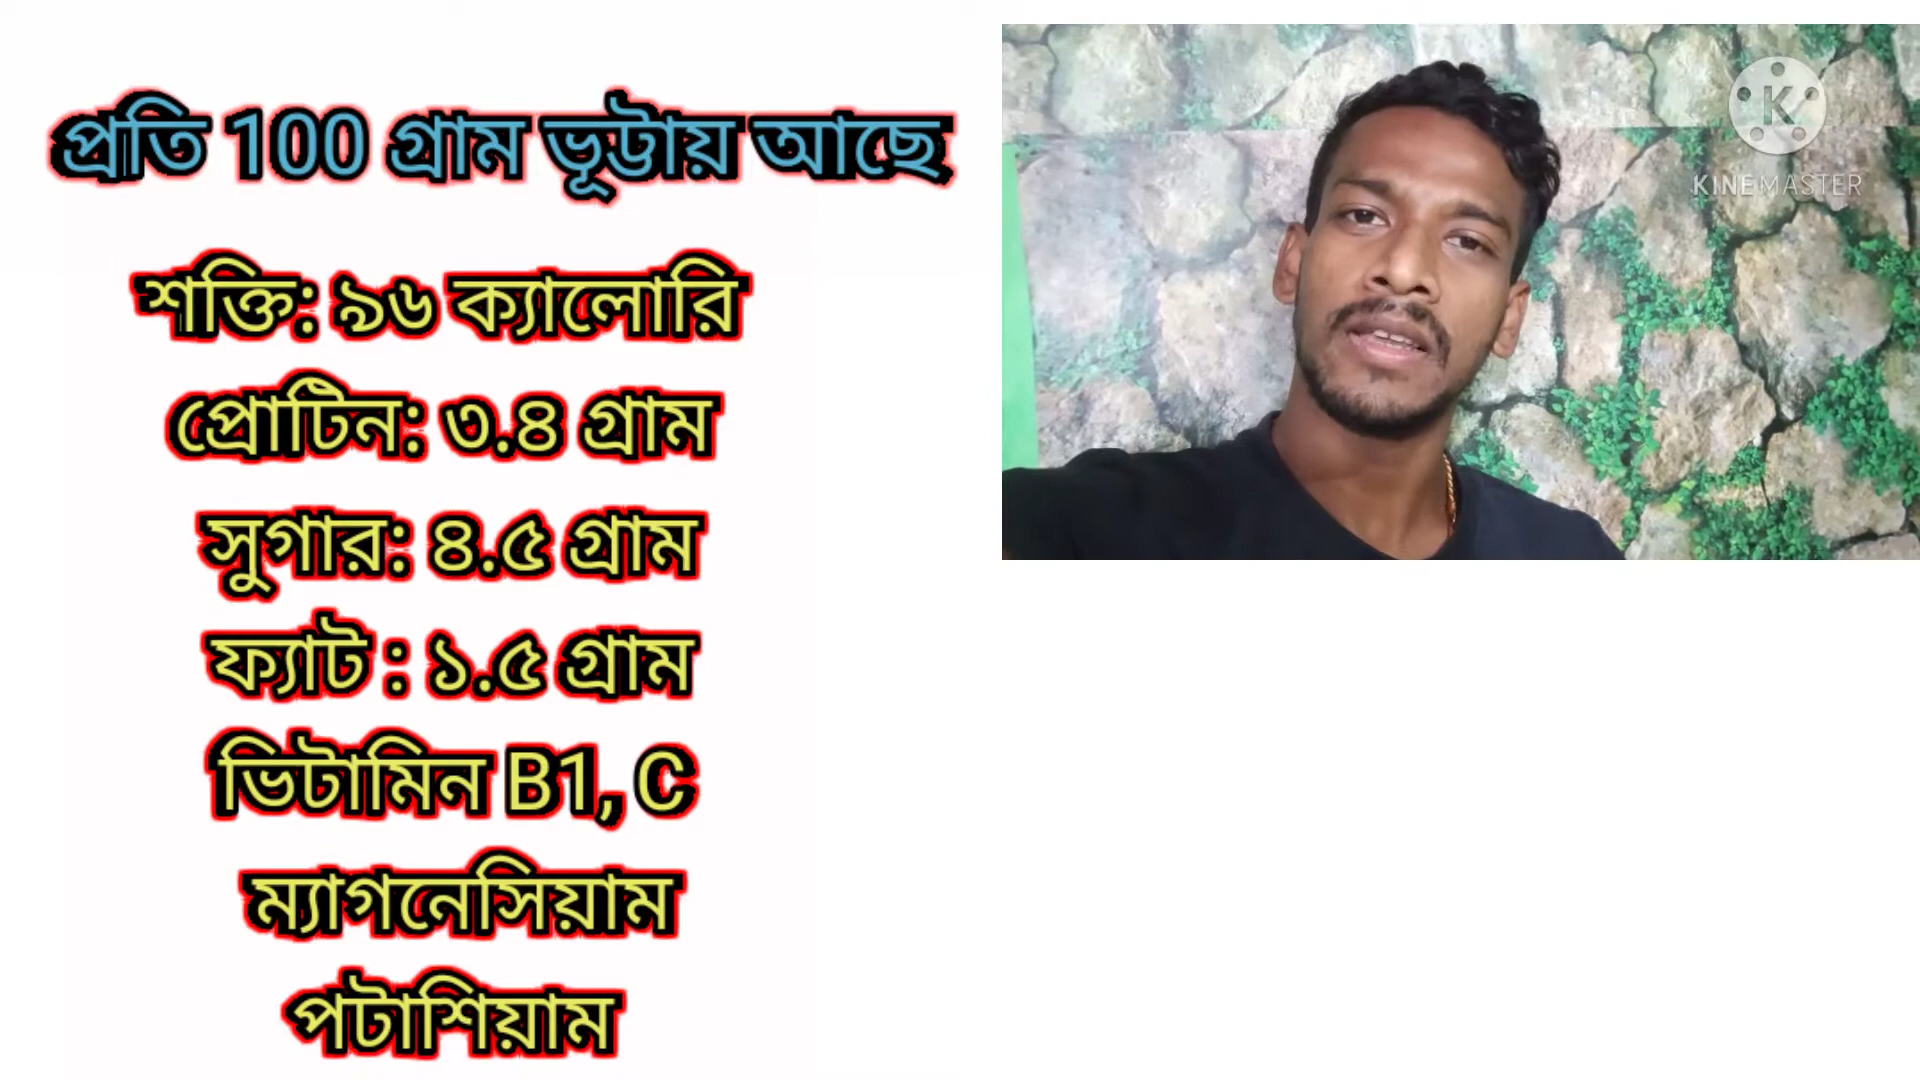 প্রতি 100 গ্রাম ভূট্টায় আছে
শক্তি: ৯৬ ক্যালোরি
প্রোটিন: ৩.৪ গ্রাম
সুগার: ৪.৫ গ্রাম
ফ্যাট : ১.৫ গ্রাম
ভিটামিন B1, C
ম্যাগনেসিয়াম
পটাশিয়াম
K
KINEMASTER